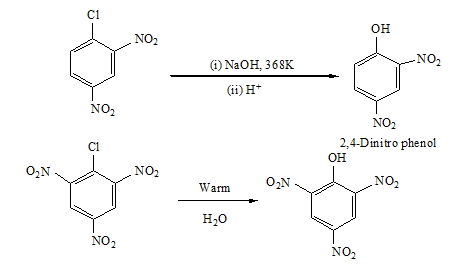 Cl
NO₂
NO₂
(i) NaOH, 368K
(ii) H⁺
OH
NO₂
NO₂
2,4-Dinitro phenol
Cl
O₂N
NO₂
NO₂
Warm
H₂O
OH
O₂N
NO₂
NO₂